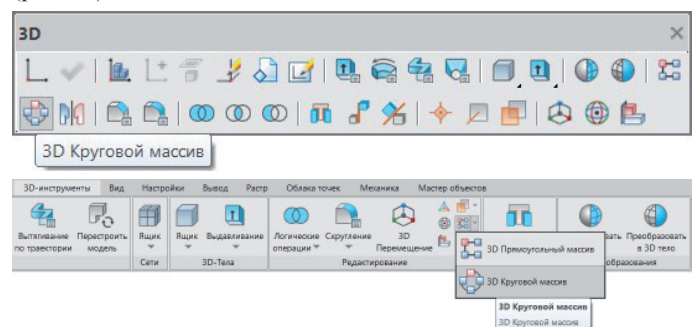 3D
3D Круговой массив
3D-инструменты Вид Настройки Вывод Растр Облака точек Механика Мастер объектов
Вытягивание по траектории
Перестроить модель
Ящик
Ящик
Выдавливание
Логические операции
Скругление
3D Перемещение
3D Прямоугольный массив
3D Круговой массив
Преобразовать в 3D тело
Сети 3D-Тела Редактирование
3D Круговой массив
3D Круговой массив